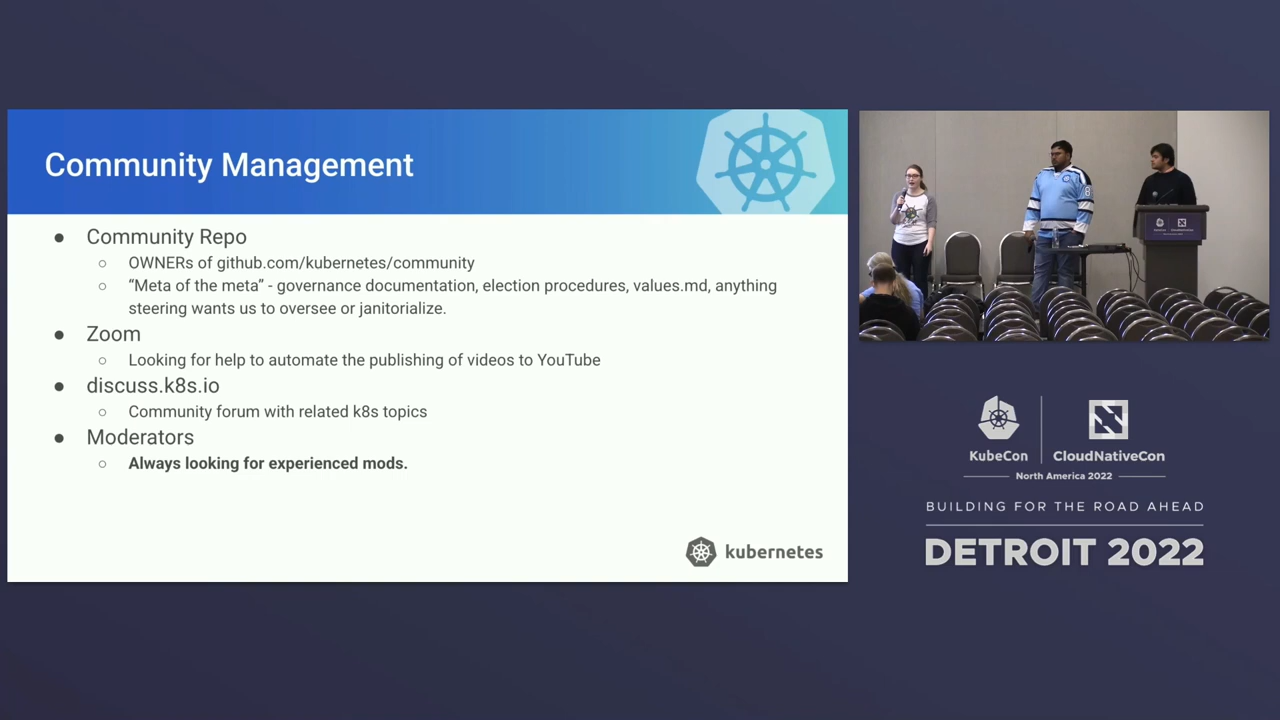 Community Management
● Community Repo
○ OWNERs of github.com/kubernetes/community
○ “Meta of the meta” - governance documentation, election procedures, values.md, anything
steering wants us to oversee or janitorialize.
● Zoom
○ Looking for help to automate the publishing of videos to YouTube
● discuss.k8s.io
○ Community forum with related k8s topics
● Moderators
○ Always looking for experienced mods.
kubernetes
KubeCon CloudNativeCon
North America 2022
BUILDING FOR THE ROAD AHEAD
DETROIT 2022